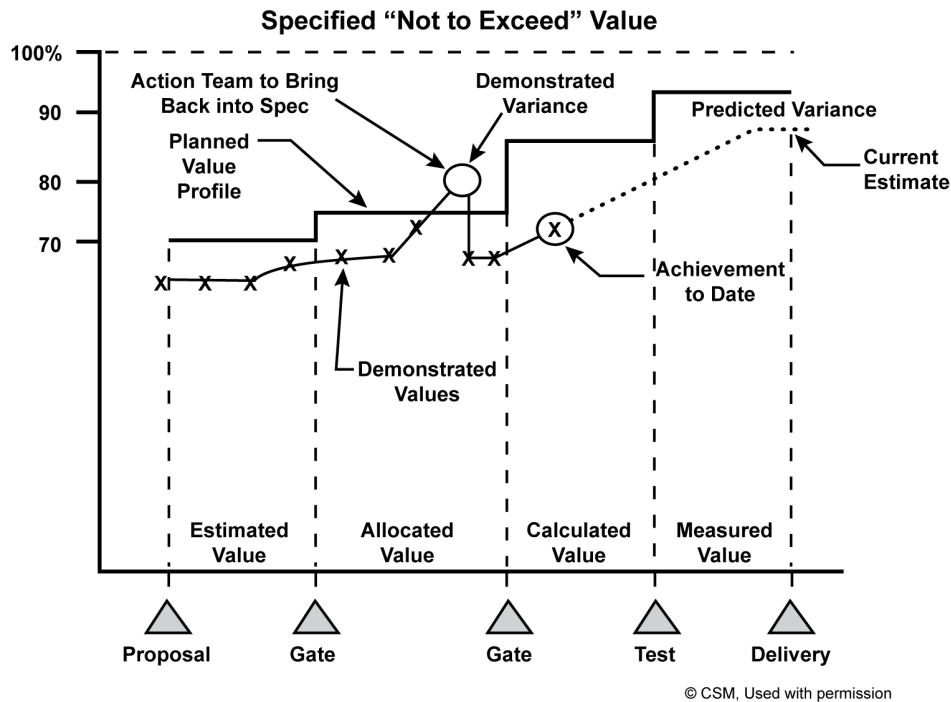 Specified “Not to Exceed” Value
100%
90
80
70
Action Team to Bring
Back into Spec
Demonstrated
Variance
Planned
Value
Profile
Predicted Variance
Current
Estimate
X X X X X X X X X X
Achievement
to Date
Demonstrated
Values
Estimated
Value
Allocated
Value
Calculated
Value
Measured
Value
Proposal
Gate
Gate
Test
Delivery
© CSM, Used with permission